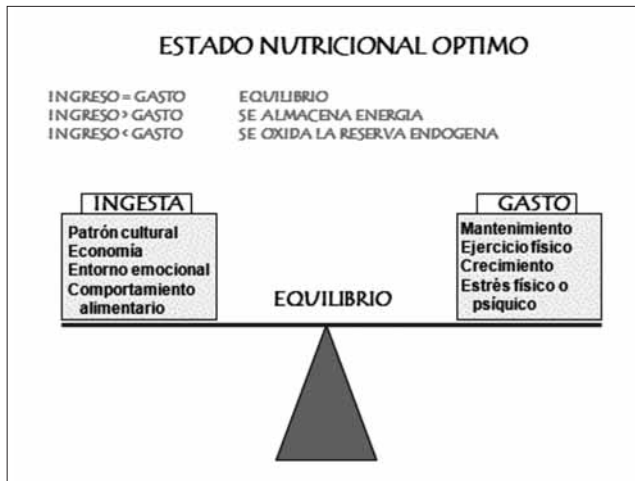 ESTADO NUTRICIONAL OPTIMO
INGRESO = GASTO EQUILIBRIO
INGRESO > GASTO SE ALMACENA ENERGIA
INGRESO < GASTO SE OXIDA LA RESERVA ENDOGENA
INGESTA
Patrón cultural
Economía
Entorno emocional
Comportamiento
alimentario
EQUILIBRIO
GASTO
Mantenimiento
Ejercicio físico
Crecimiento
Estrès físico o
psíquico